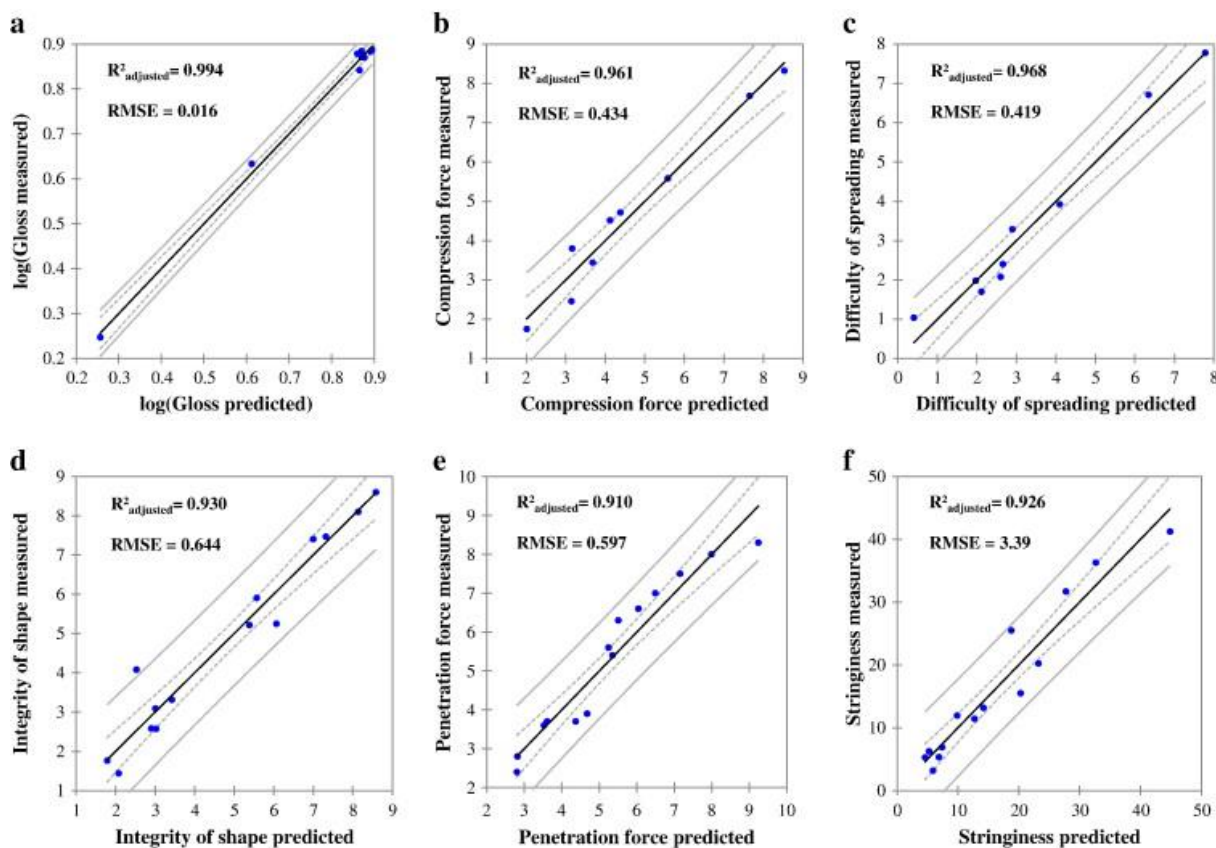 a
R²adjusted= 0.994
RMSE = 0.016
log(Gloss measured)
0.9
0.8
0.7
0.6
0.5
0.4
0.3
0.2
0.2 0.3 0.4 0.5 0.6 0.7 0.8 0.9
log(Gloss predicted)
b
R²adjusted= 0.961
RMSE = 0.434
Compression force measured
9
8
7
6
5
4
3
2
1
1 2 3 4 5 6 7 8 9
Compression force predicted
c
R²adjusted= 0.968
RMSE = 0.419
Difficulty of spreading measured
8
7
6
5
4
3
2
1
0
0 1 2 3 4 5 6 7 8
Difficulty of spreading predicted
d
R²adjusted= 0.930
RMSE = 0.644
Integrity of shape measured
9
8
7
6
5
4
3
2
1
1 2 3 4 5 6 7 8 9
Integrity of shape predicted
e
R²adjusted= 0.910
RMSE = 0.597
Penetration force measured
10
9
8
7
6
5
4
3
2
2 3 4 5 6 7 8 9 10
Penetration force predicted
f
R²adjusted= 0.926
RMSE = 3.39
Stringiness measured
50
40
30
20
10
0
0 10 20 30 40 50
Stringiness predicted